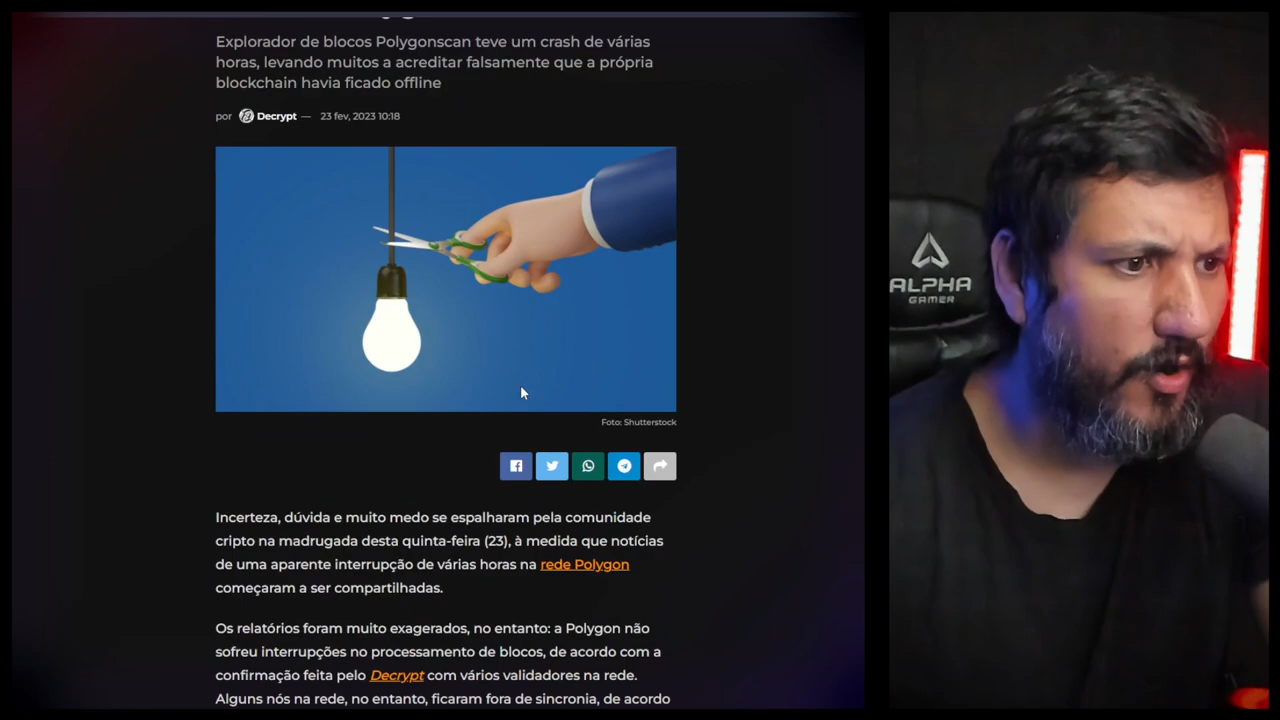 Explorador de blocos Polygonscan teve um crash de várias
horas, levando muitos a acreditar falsamente que a própria
blockchain havia ficado offline
por Decrypt — 23 fev, 2023 10:18
Foto: Shutterstock
Incerteza, dúvida e muito medo se espalharam pela comunidade
cripto na madrugada desta quinta-feira (23), à medida que notícias
de uma aparente interrupção de várias horas na rede Polygon
começaram a ser compartilhadas.
Os relatórios foram muito exagerados, no entanto: a Polygon não
sofreu interrupções no processamento de blocos, de acordo com a
confirmação feita pelo Decrypt com vários validadores na rede.
Alguns nós na rede, no entanto, ficaram fora de sincronia, de acordo
ALPHA
GAMER